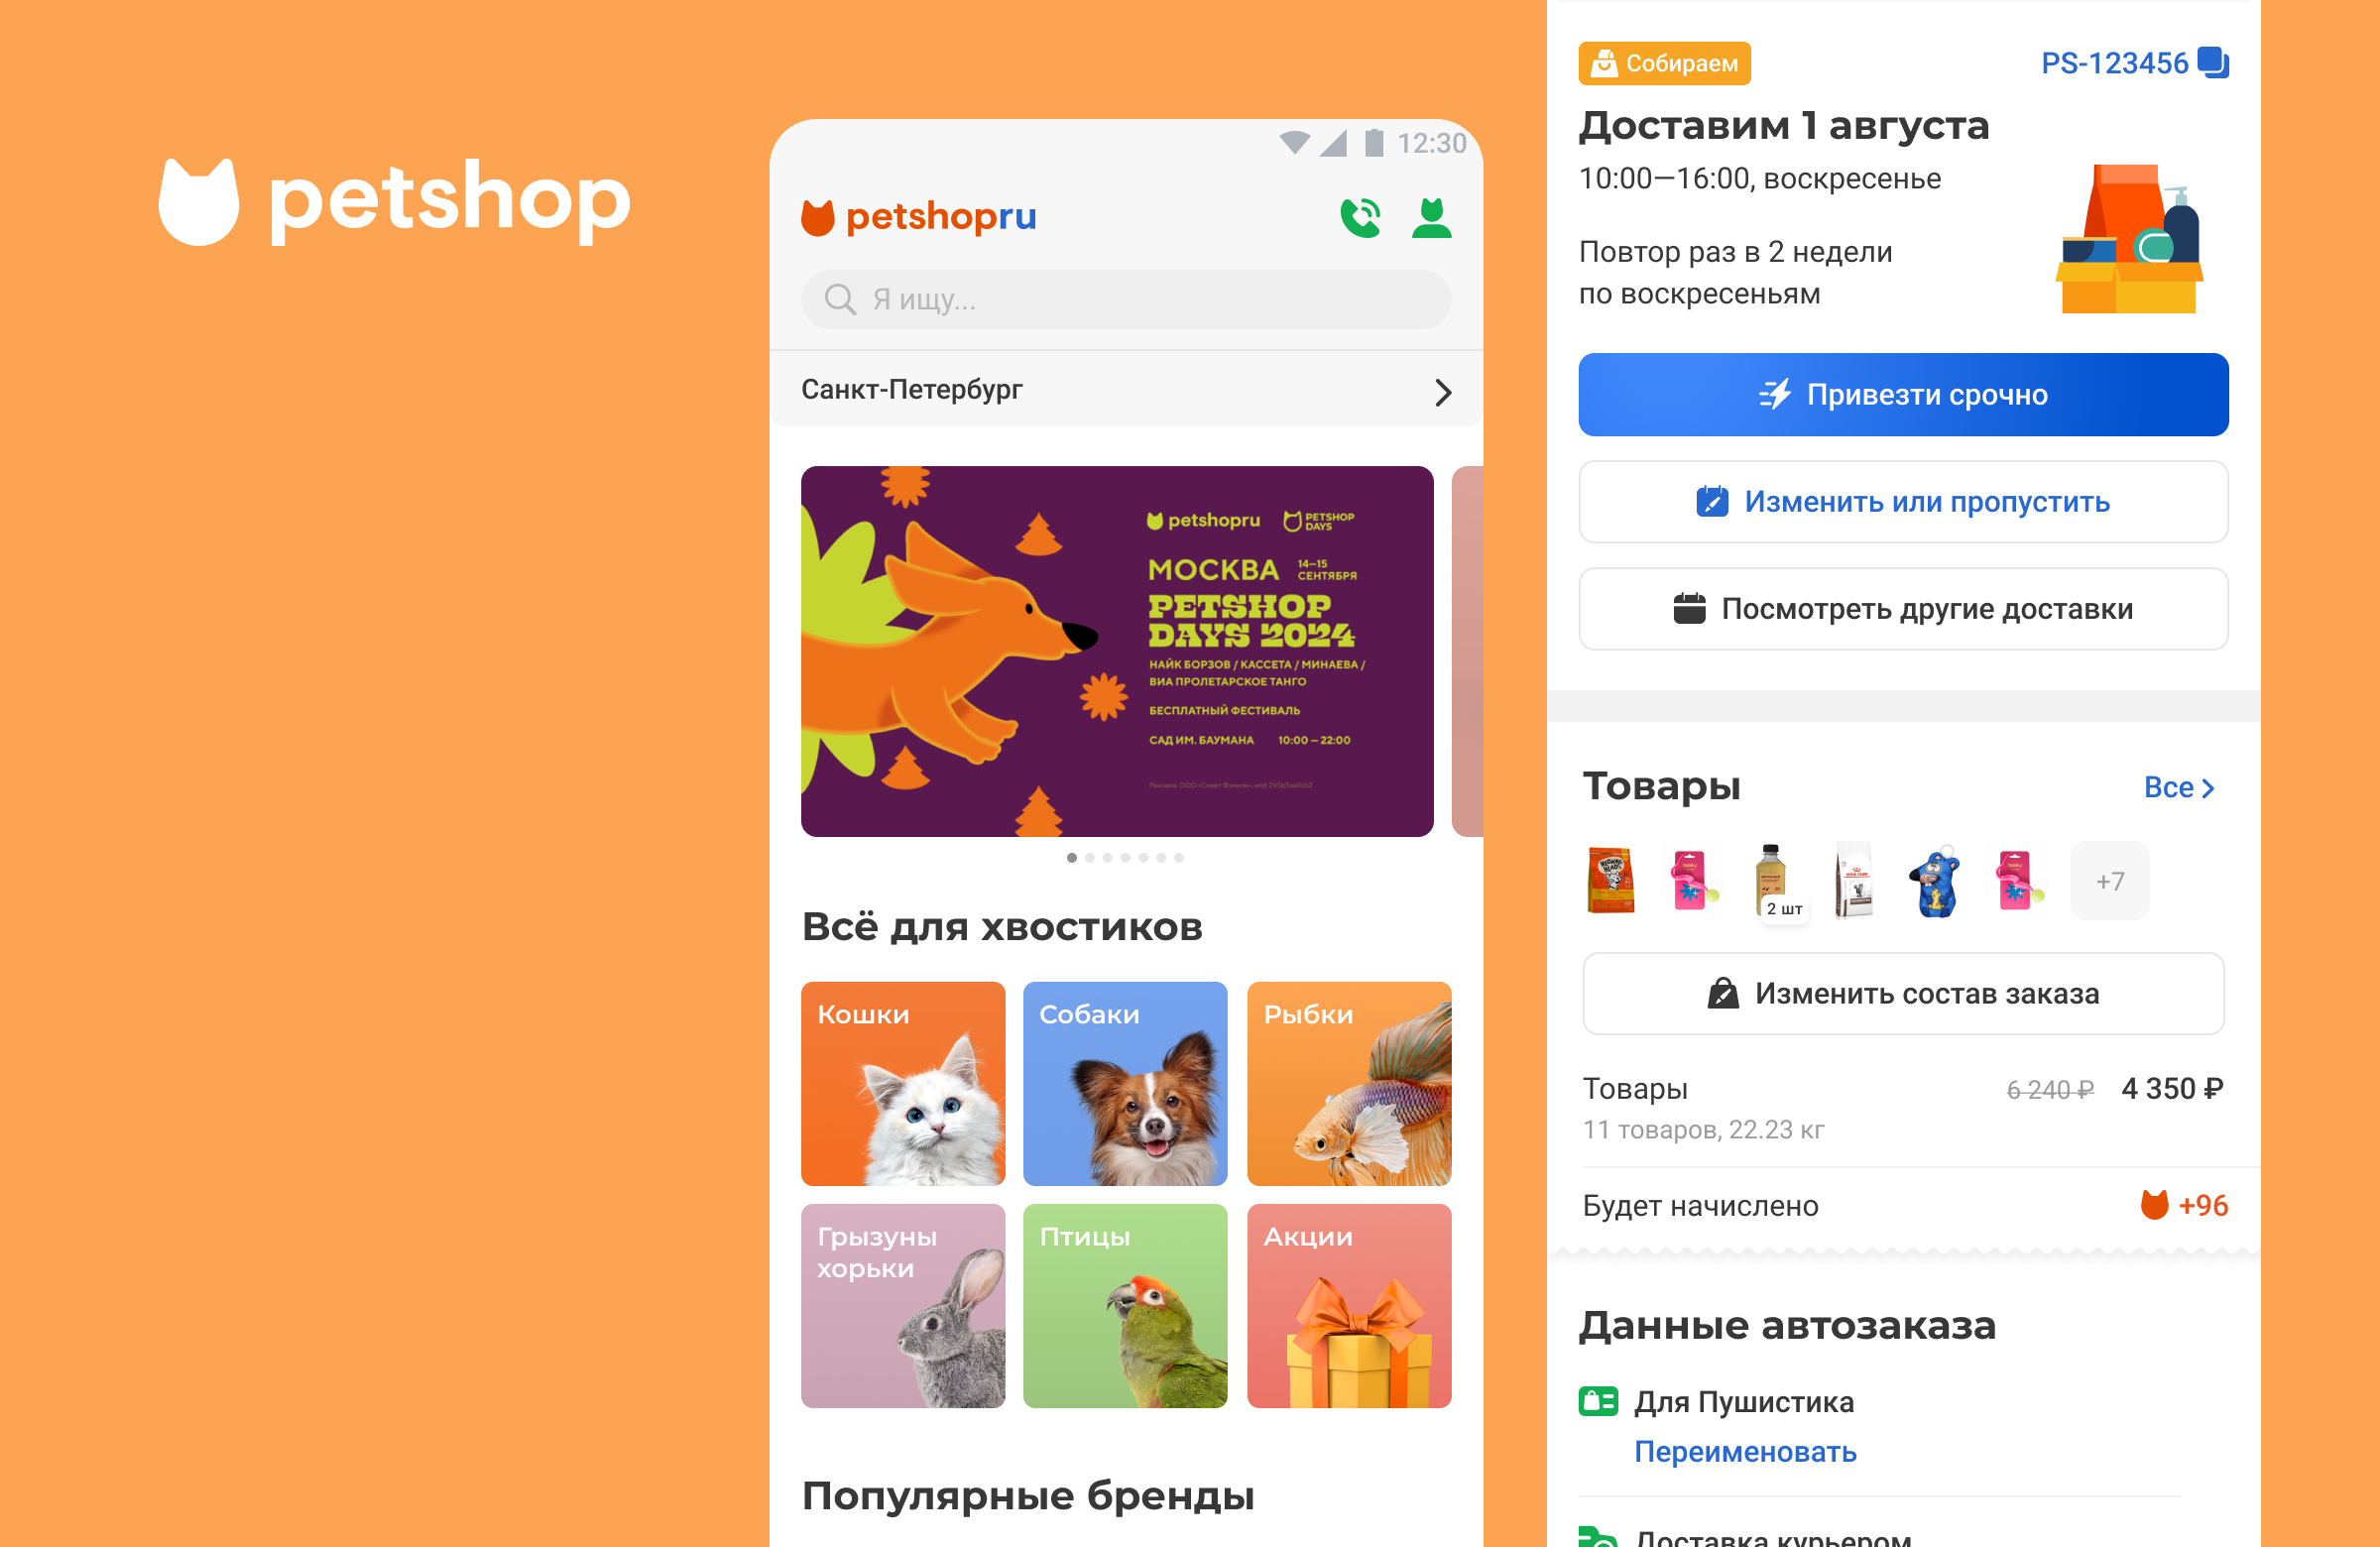 petshop
12:30
petshopru
Я ищу...
Санкт-Петербург
petshopru
PETSHOP
DAYS
МОСКВА
14–15
СЕНТЯБРЯ
PETSHOP
DAYS 2024
НАЙК БОРЗОВ / КАССЕТА / МИНАЕВА /
ВИА ПРОЛЕТАРСКОЕ ТАНГО
БЕСПЛАТНЫЙ ФЕСТИВАЛЬ
САД ИМ. БАУМАНА 10:00 – 22:00
Всё для хвостиков
Кошки
Собаки
Рыбки
Грызуны
хорьки
Птицы
Акции
Популярные бренды
Собираем
PS-123456
Доставим 1 августа
10:00—16:00, воскресенье
Повтор раз в 2 недели
по воскресеньям
Привезти срочно
Изменить или пропустить
Посмотреть другие доставки
Товары
Все
2 шт
+7
Изменить состав заказа
Товары
6 240 ₽ 4 350 ₽
11 товаров, 22.23 кг
Будет начислено
+96
Данные автозаказа
Для Пушистика
Переименовать
Доставка курьером